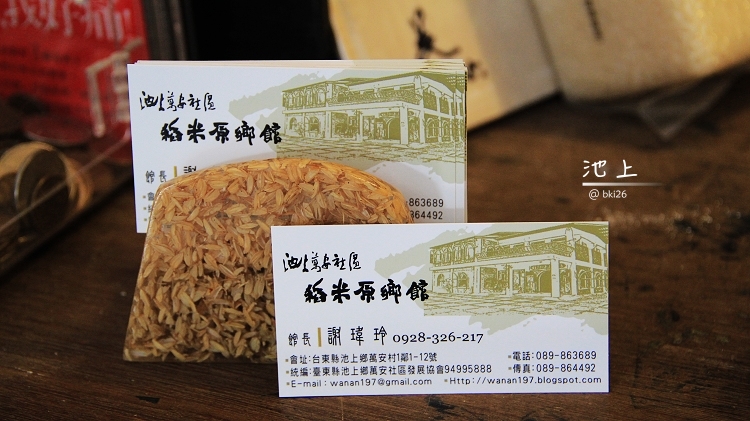 池上萬安社區
稻米原鄉館
館長
863689
864492
池上
@ bki26
池上萬安社區
稻米原鄉館
館長 謝瑋玲 0928-326-217
會址:台東縣池上鄉萬安村1鄰1-12號
電話:089-863689
統編:臺東縣池上鄉萬安社區發展協會94995888
傳真:089-864492
E-mail : wanan197@gmail.com
Http://wanan197.blogspot.com